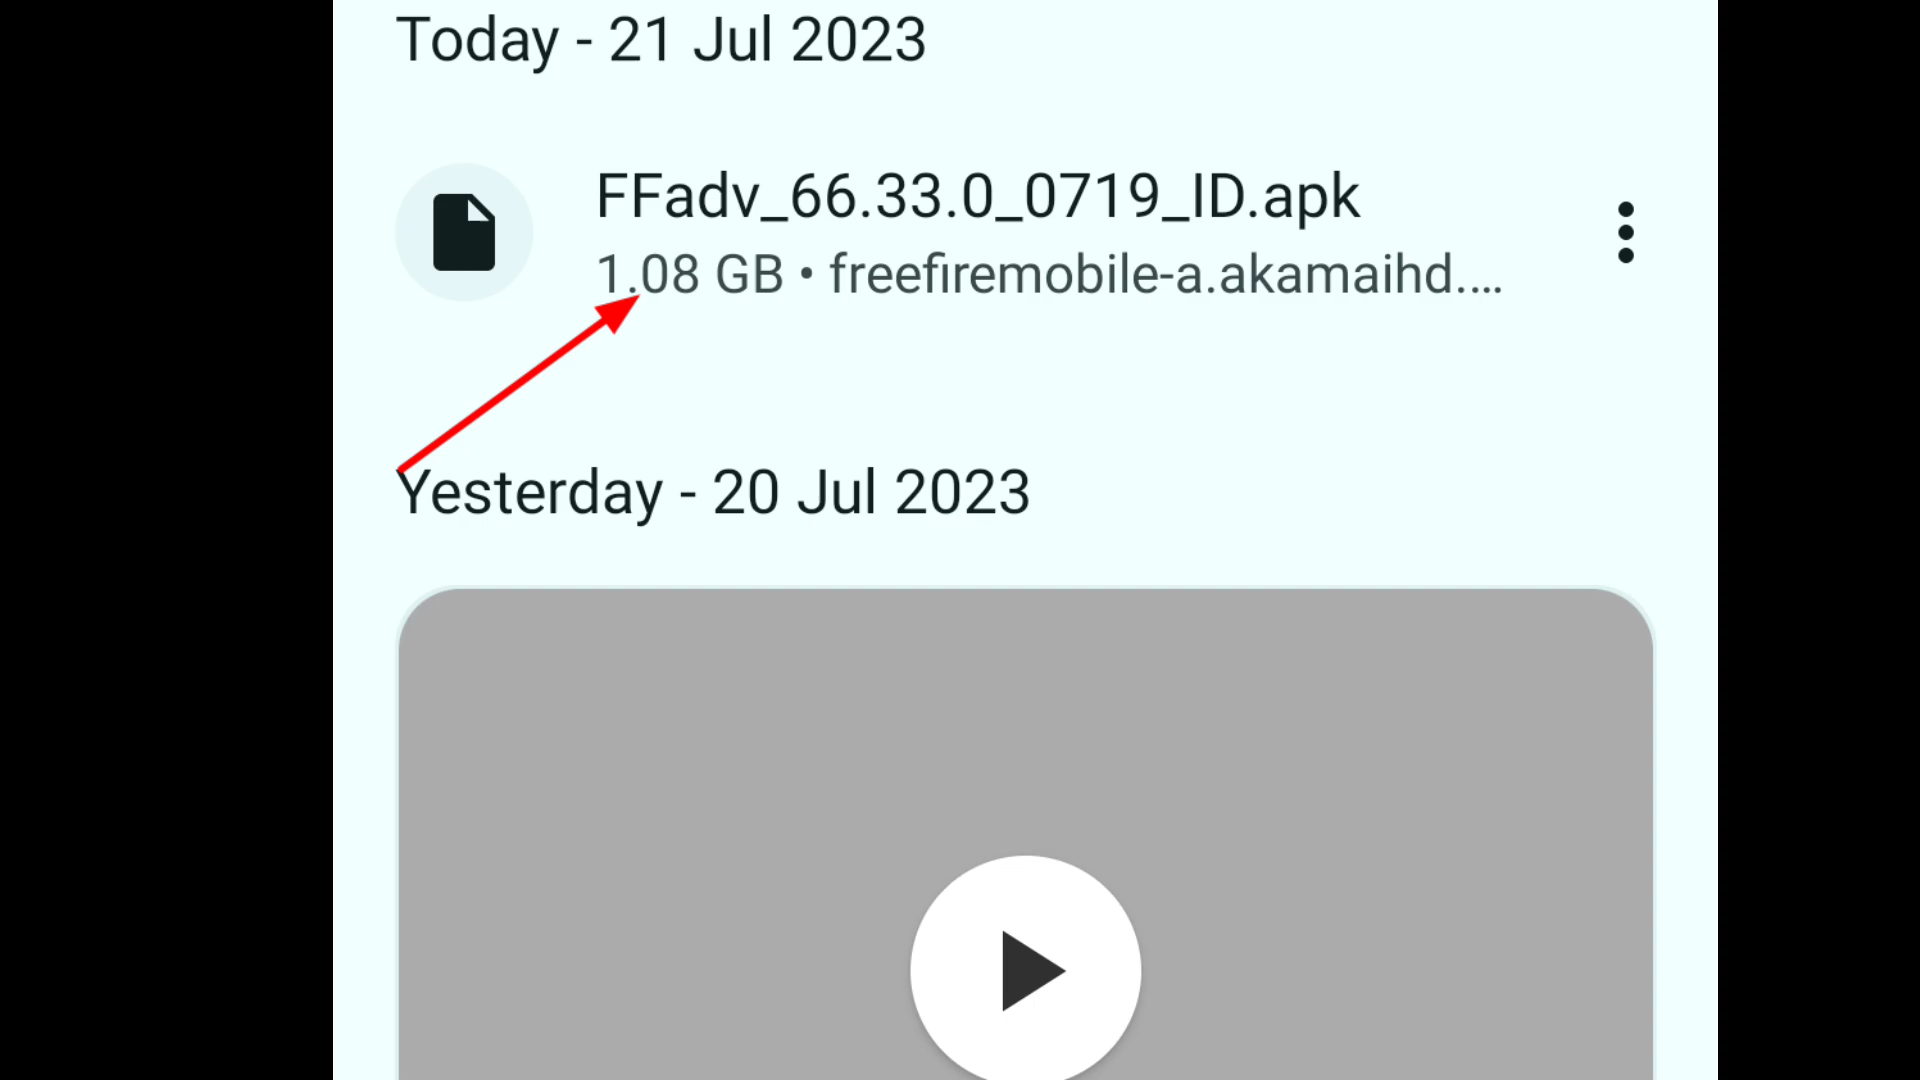 Today - 21 Jul 2023
FFadv_66.33.0_0719_ID.apk
1.08 GB • freefiremobile-a.akamaihd.…
Yesterday - 20 Jul 2023